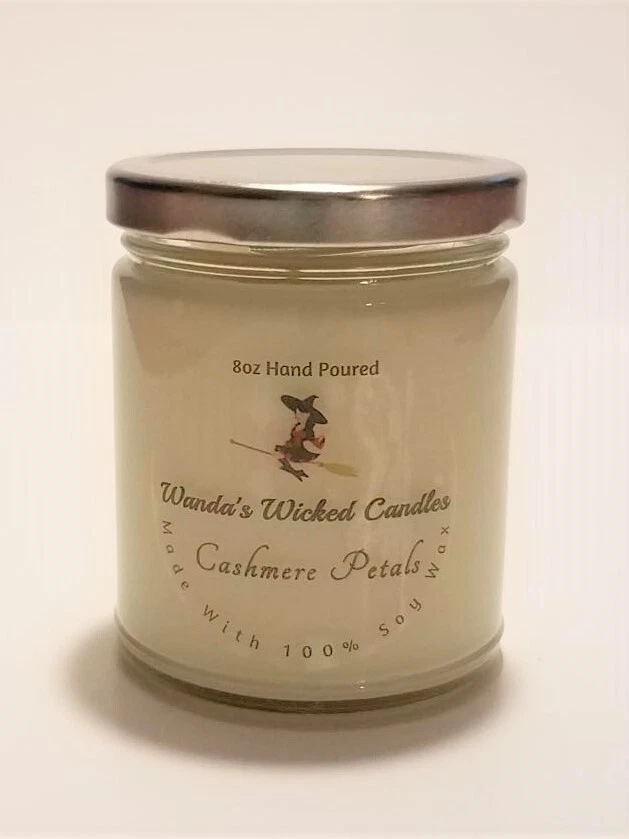 8oz Hand Poured
Wanda's Wicked Candles
Cashmere Petals
Made With 100% Soy Wax